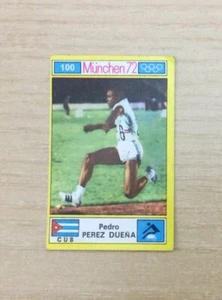 100 München 72
Pedro
PEREZ DUEÑA
CUB